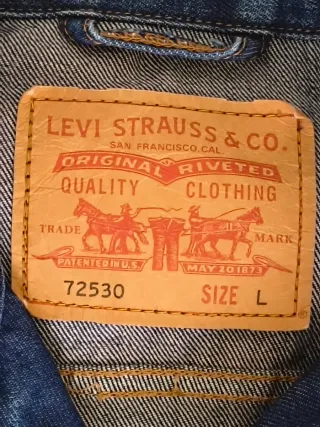 LEVI STRAUSS & CO.
SAN FRANCISCO, CAL
ORIGINAL RIVETED
QUALITY CLOTHING
TRADE MARK
PATENTED IN U.S. MAY 20 1873
72530 SIZE L
®